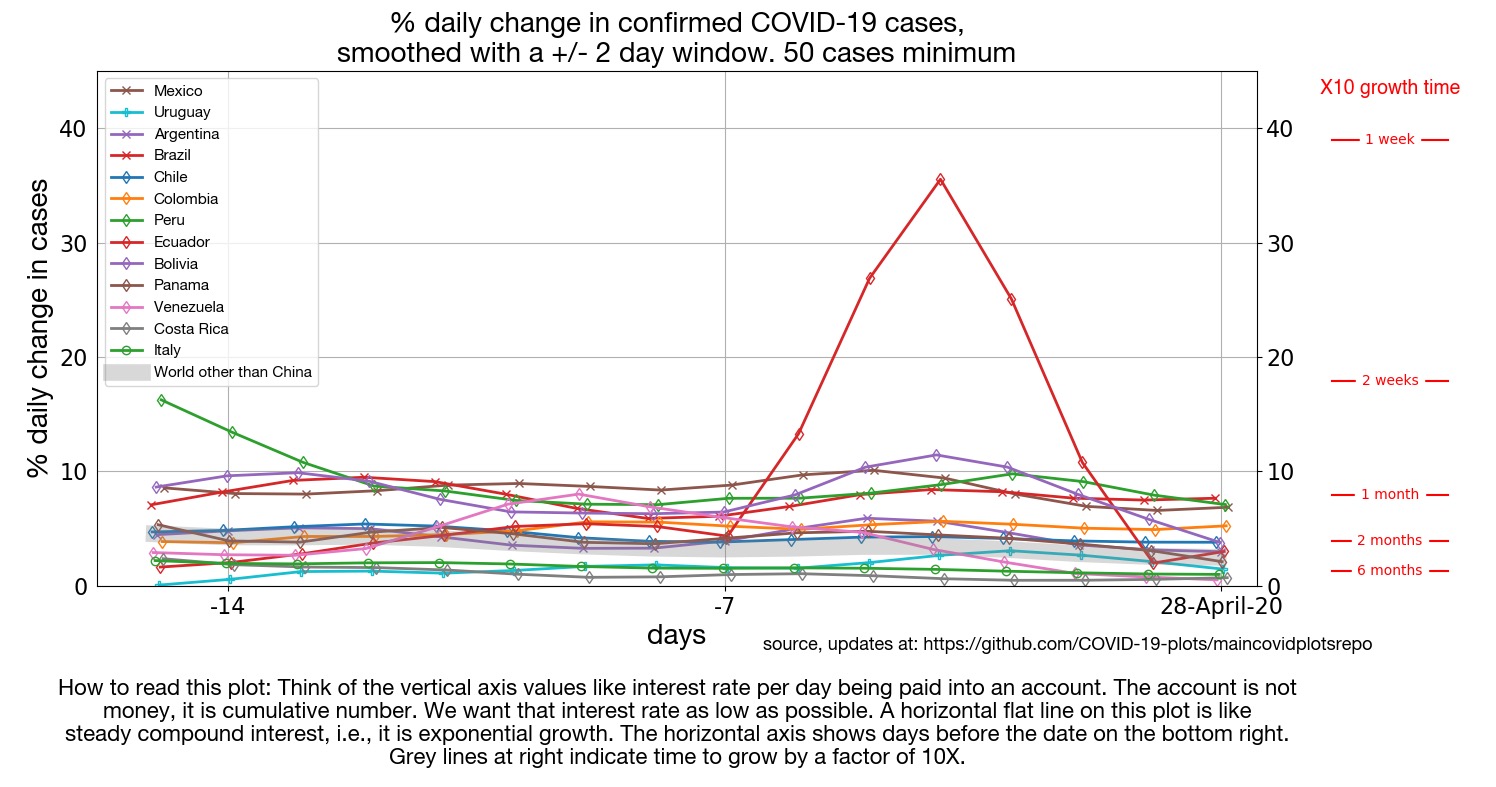 % daily change in confirmed COVID-19 cases,
smoothed with a +/- 2 day window. 50 cases minimum
% daily change in cases
40
30
20
10
0
Mexico
Uruguay
Argentina
Brazil
Chile
Colombia
Peru
Ecuador
Bolivia
Panama
Venezuela
Costa Rica
Italy
World other than China
40
30
20
10
0
X10 growth time
1 week
2 weeks
1 month
2 months
6 months
-14
-7
28-April-20
days
source, updates at: https://github.com/COVID-19-plots/maincovidplotsrepo
How to read this plot: Think of the vertical axis values like interest rate per day being paid into an account. The account is not
money, it is cumulative number. We want that interest rate as low as possible. A horizontal flat line on this plot is like
steady compound interest, i.e., it is exponential growth. The horizontal axis shows days before the date on the bottom right.
Grey lines at right indicate time to grow by a factor of 10X.